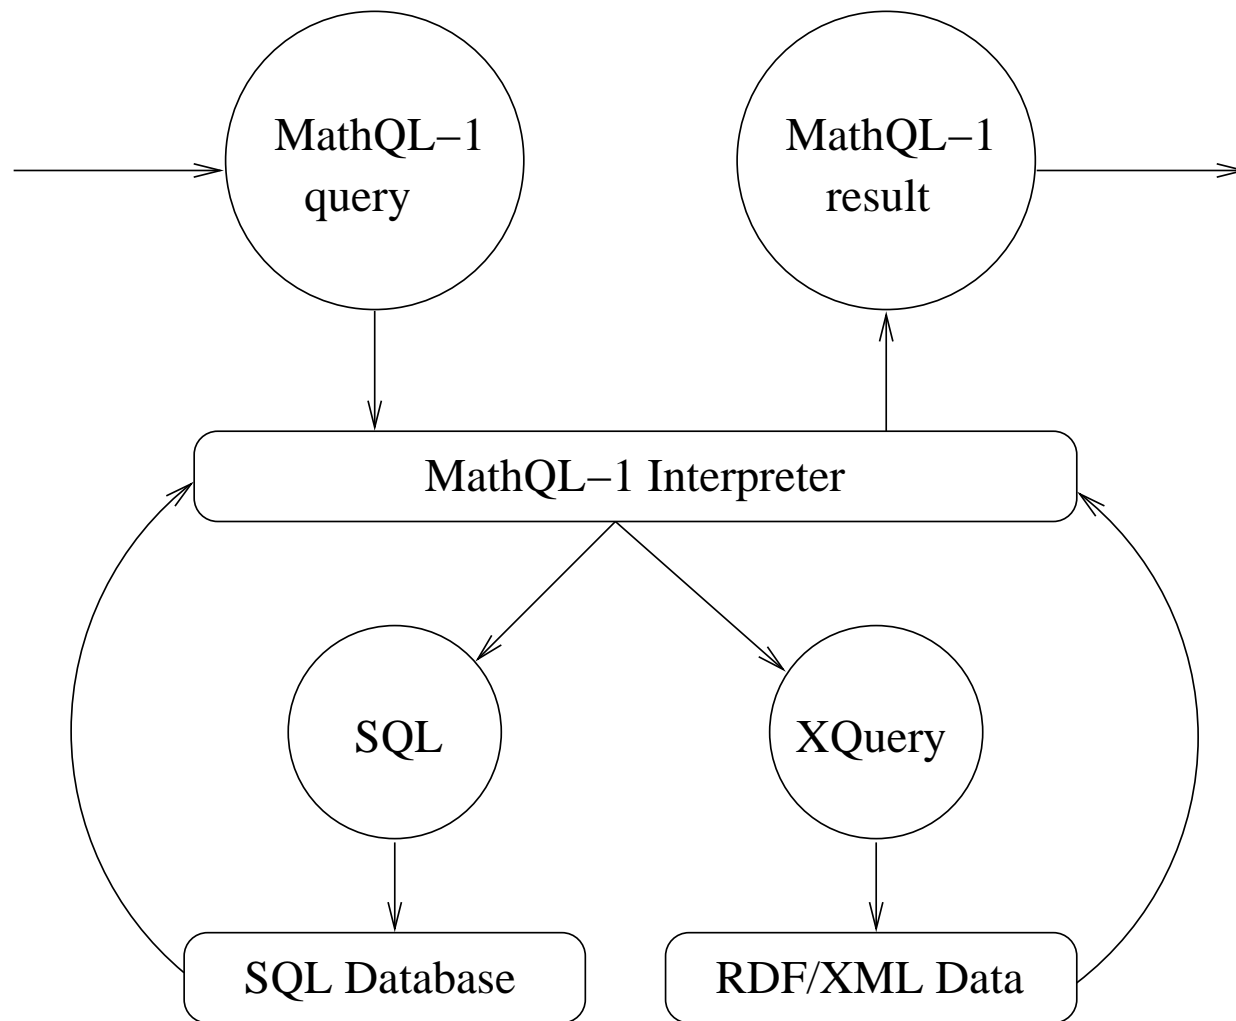 MathQL−1
query
MathQL−1
result
MathQL−1 Interpreter
SQL
XQuery
SQL Database
RDF/XML Data